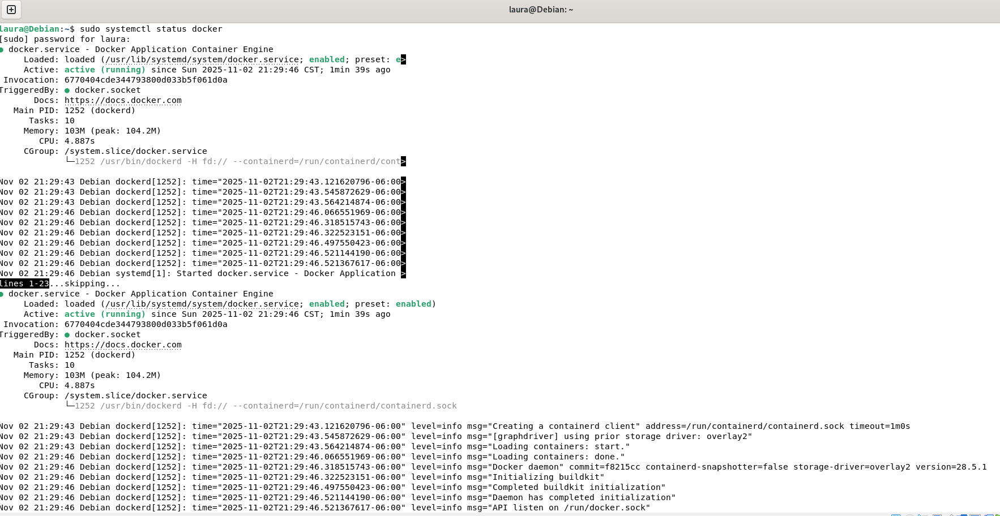 laura@Debian: ~
laura@Debian:~$ sudo systemctl status docker
[sudo] password for laura:
● docker.service - Docker Application Container Engine
Loaded: loaded (/usr/lib/systemd/system/docker.service; enabled; preset: e>
Active: active (running) since Sun 2025-11-02 21:29:46 CST; 1min 39s ago
Invocation: 6770404cde344793800d033b5f061d0a
TriggeredBy: ● docker.socket
Docs: https://docs.docker.com
Main PID: 1252 (dockerd)
Tasks: 10
Memory: 103M (peak: 104.2M)
CPU: 4.887s
CGroup: /system.slice/docker.service
└─1252 /usr/bin/dockerd -H fd:// --containerd=/run/containerd/cont>
Nov 02 21:29:43 Debian dockerd[1252]: time="2025-11-02T21:29:43.121620796-06:00>
Nov 02 21:29:43 Debian dockerd[1252]: time="2025-11-02T21:29:43.545872629-06:00>
Nov 02 21:29:43 Debian dockerd[1252]: time="2025-11-02T21:29:43.564214874-06:00>
Nov 02 21:29:46 Debian dockerd[1252]: time="2025-11-02T21:29:46.066551969-06:00>
Nov 02 21:29:46 Debian dockerd[1252]: time="2025-11-02T21:29:46.318515743-06:00>
Nov 02 21:29:46 Debian dockerd[1252]: time="2025-11-02T21:29:46.322523151-06:00>
Nov 02 21:29:46 Debian dockerd[1252]: time="2025-11-02T21:29:46.497550423-06:00>
Nov 02 21:29:46 Debian dockerd[1252]: time="2025-11-02T21:29:46.521144190-06:00>
Nov 02 21:29:46 Debian dockerd[1252]: time="2025-11-02T21:29:46.521367617-06:00>
Nov 02 21:29:46 Debian systemd[1]: Started docker.service - Docker Application >
lines 1-23...skipping...
● docker.service - Docker Application Container Engine
Loaded: loaded (/usr/lib/systemd/system/docker.service; enabled; preset: enabled)
Active: active (running) since Sun 2025-11-02 21:29:46 CST; 1min 39s ago
Invocation: 6770404cde344793800d033b5f061d0a
TriggeredBy: ● docker.socket
Docs: https://docs.docker.com
Main PID: 1252 (dockerd)
Tasks: 10
Memory: 103M (peak: 104.2M)
CPU: 4.887s
CGroup: /system.slice/docker.service
└─1252 /usr/bin/dockerd -H fd:// --containerd=/run/containerd/containerd.sock
Nov 02 21:29:43 Debian dockerd[1252]: time="2025-11-02T21:29:43.121620796-06:00" level=info msg="Creating a containerd client" address=/run/containerd/containerd.sock timeout=1m0s
Nov 02 21:29:43 Debian dockerd[1252]: time="2025-11-02T21:29:43.545872629-06:00" level=info msg="[graphdriver] using prior storage driver: overlay2"
Nov 02 21:29:43 Debian dockerd[1252]: time="2025-11-02T21:29:43.564214874-06:00" level=info msg="Loading containers: start."
Nov 02 21:29:46 Debian dockerd[1252]: time="2025-11-02T21:29:46.066551969-06:00" level=info msg="Loading containers: done."
Nov 02 21:29:46 Debian dockerd[1252]: time="2025-11-02T21:29:46.318515743-06:00" level=info msg="Docker daemon" commit=f8215cc containerd-snapshotter=false storage-driver=overlay2 version=28.5.1
Nov 02 21:29:46 Debian dockerd[1252]: time="2025-11-02T21:29:46.322523151-06:00" level=info msg="Initializing buildkit"
Nov 02 21:29:46 Debian dockerd[1252]: time="2025-11-02T21:29:46.497550423-06:00" level=info msg="Completed buildkit initialization"
Nov 02 21:29:46 Debian dockerd[1252]: time="2025-11-02T21:29:46.521144190-06:00" level=info msg="Daemon has completed initialization"
Nov 02 21:29:46 Debian dockerd[1252]: time="2025-11-02T21:29:46.521367617-06:00" level=info msg="API listen on /run/docker.sock"